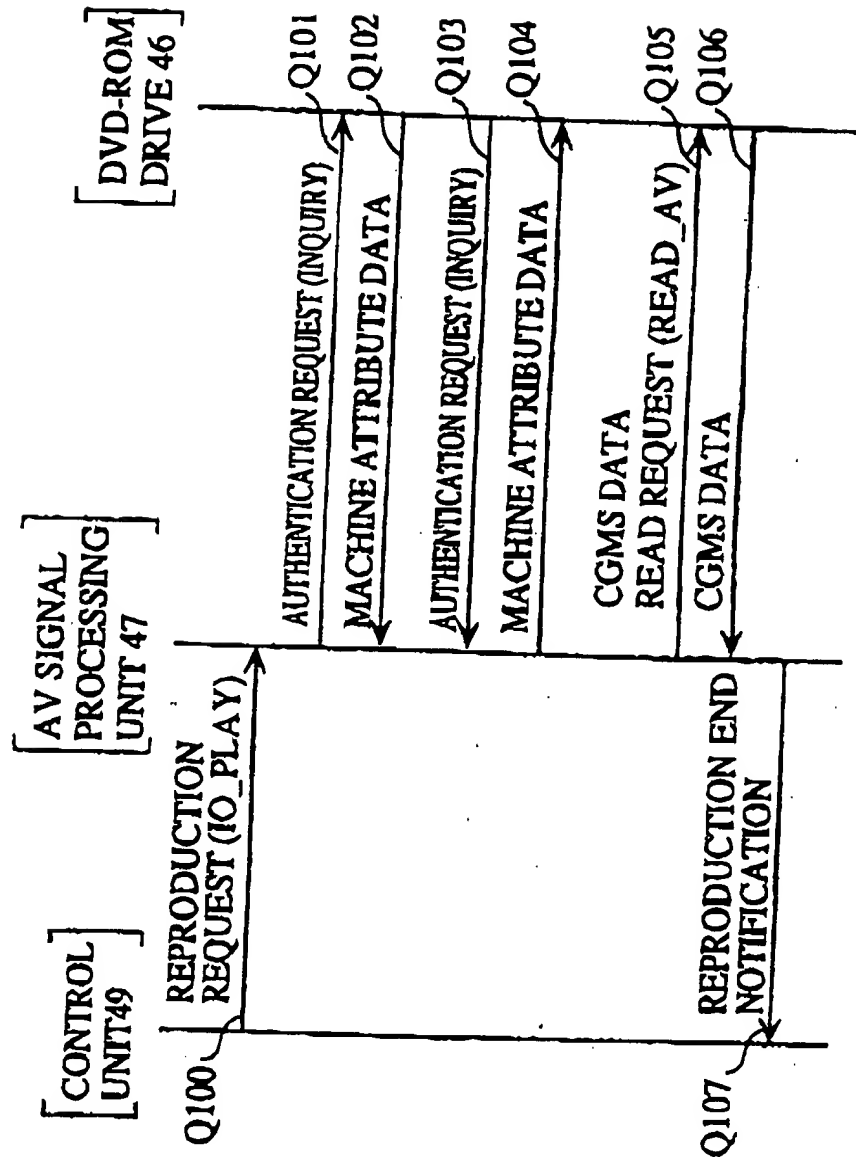 CONTROL
UNIT49
AV SIGNAL
PROCESSING
UNIT 47
DVD-ROM
DRIVE 46
Q100
REPRODUCTION
REQUEST (IO_PLAY)
AUTHENTICATION REQUEST (INQUIRY)
Q101
MACHINE ATTRIBUTE DATA
Q102
AUTHENTICATION REQUEST (INQUIRY)
Q103
MACHINE ATTRIBUTE DATA
Q104
CGMS DATA
READ REQUEST (READ_AV)
Q105
CGMS DATA
Q106
Q107
REPRODUCTION END
NOTIFICATION